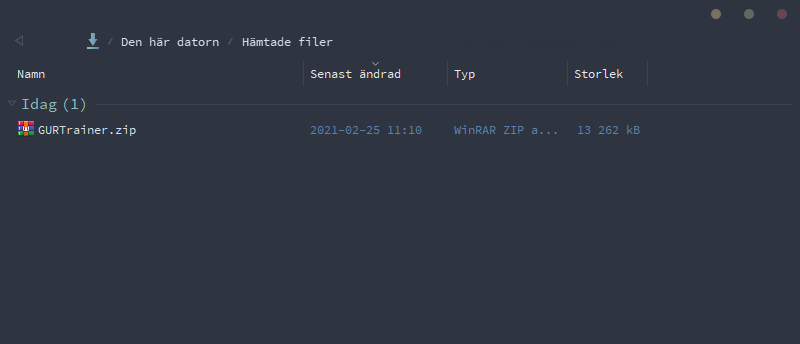 / Den här datorn / Hämtade filer
Namn Senast ändrad Typ Storlek
Idag (1)
GURTrainer.zip 2021-02-25 11:10 WinRAR ZIP a... 13 262 kB